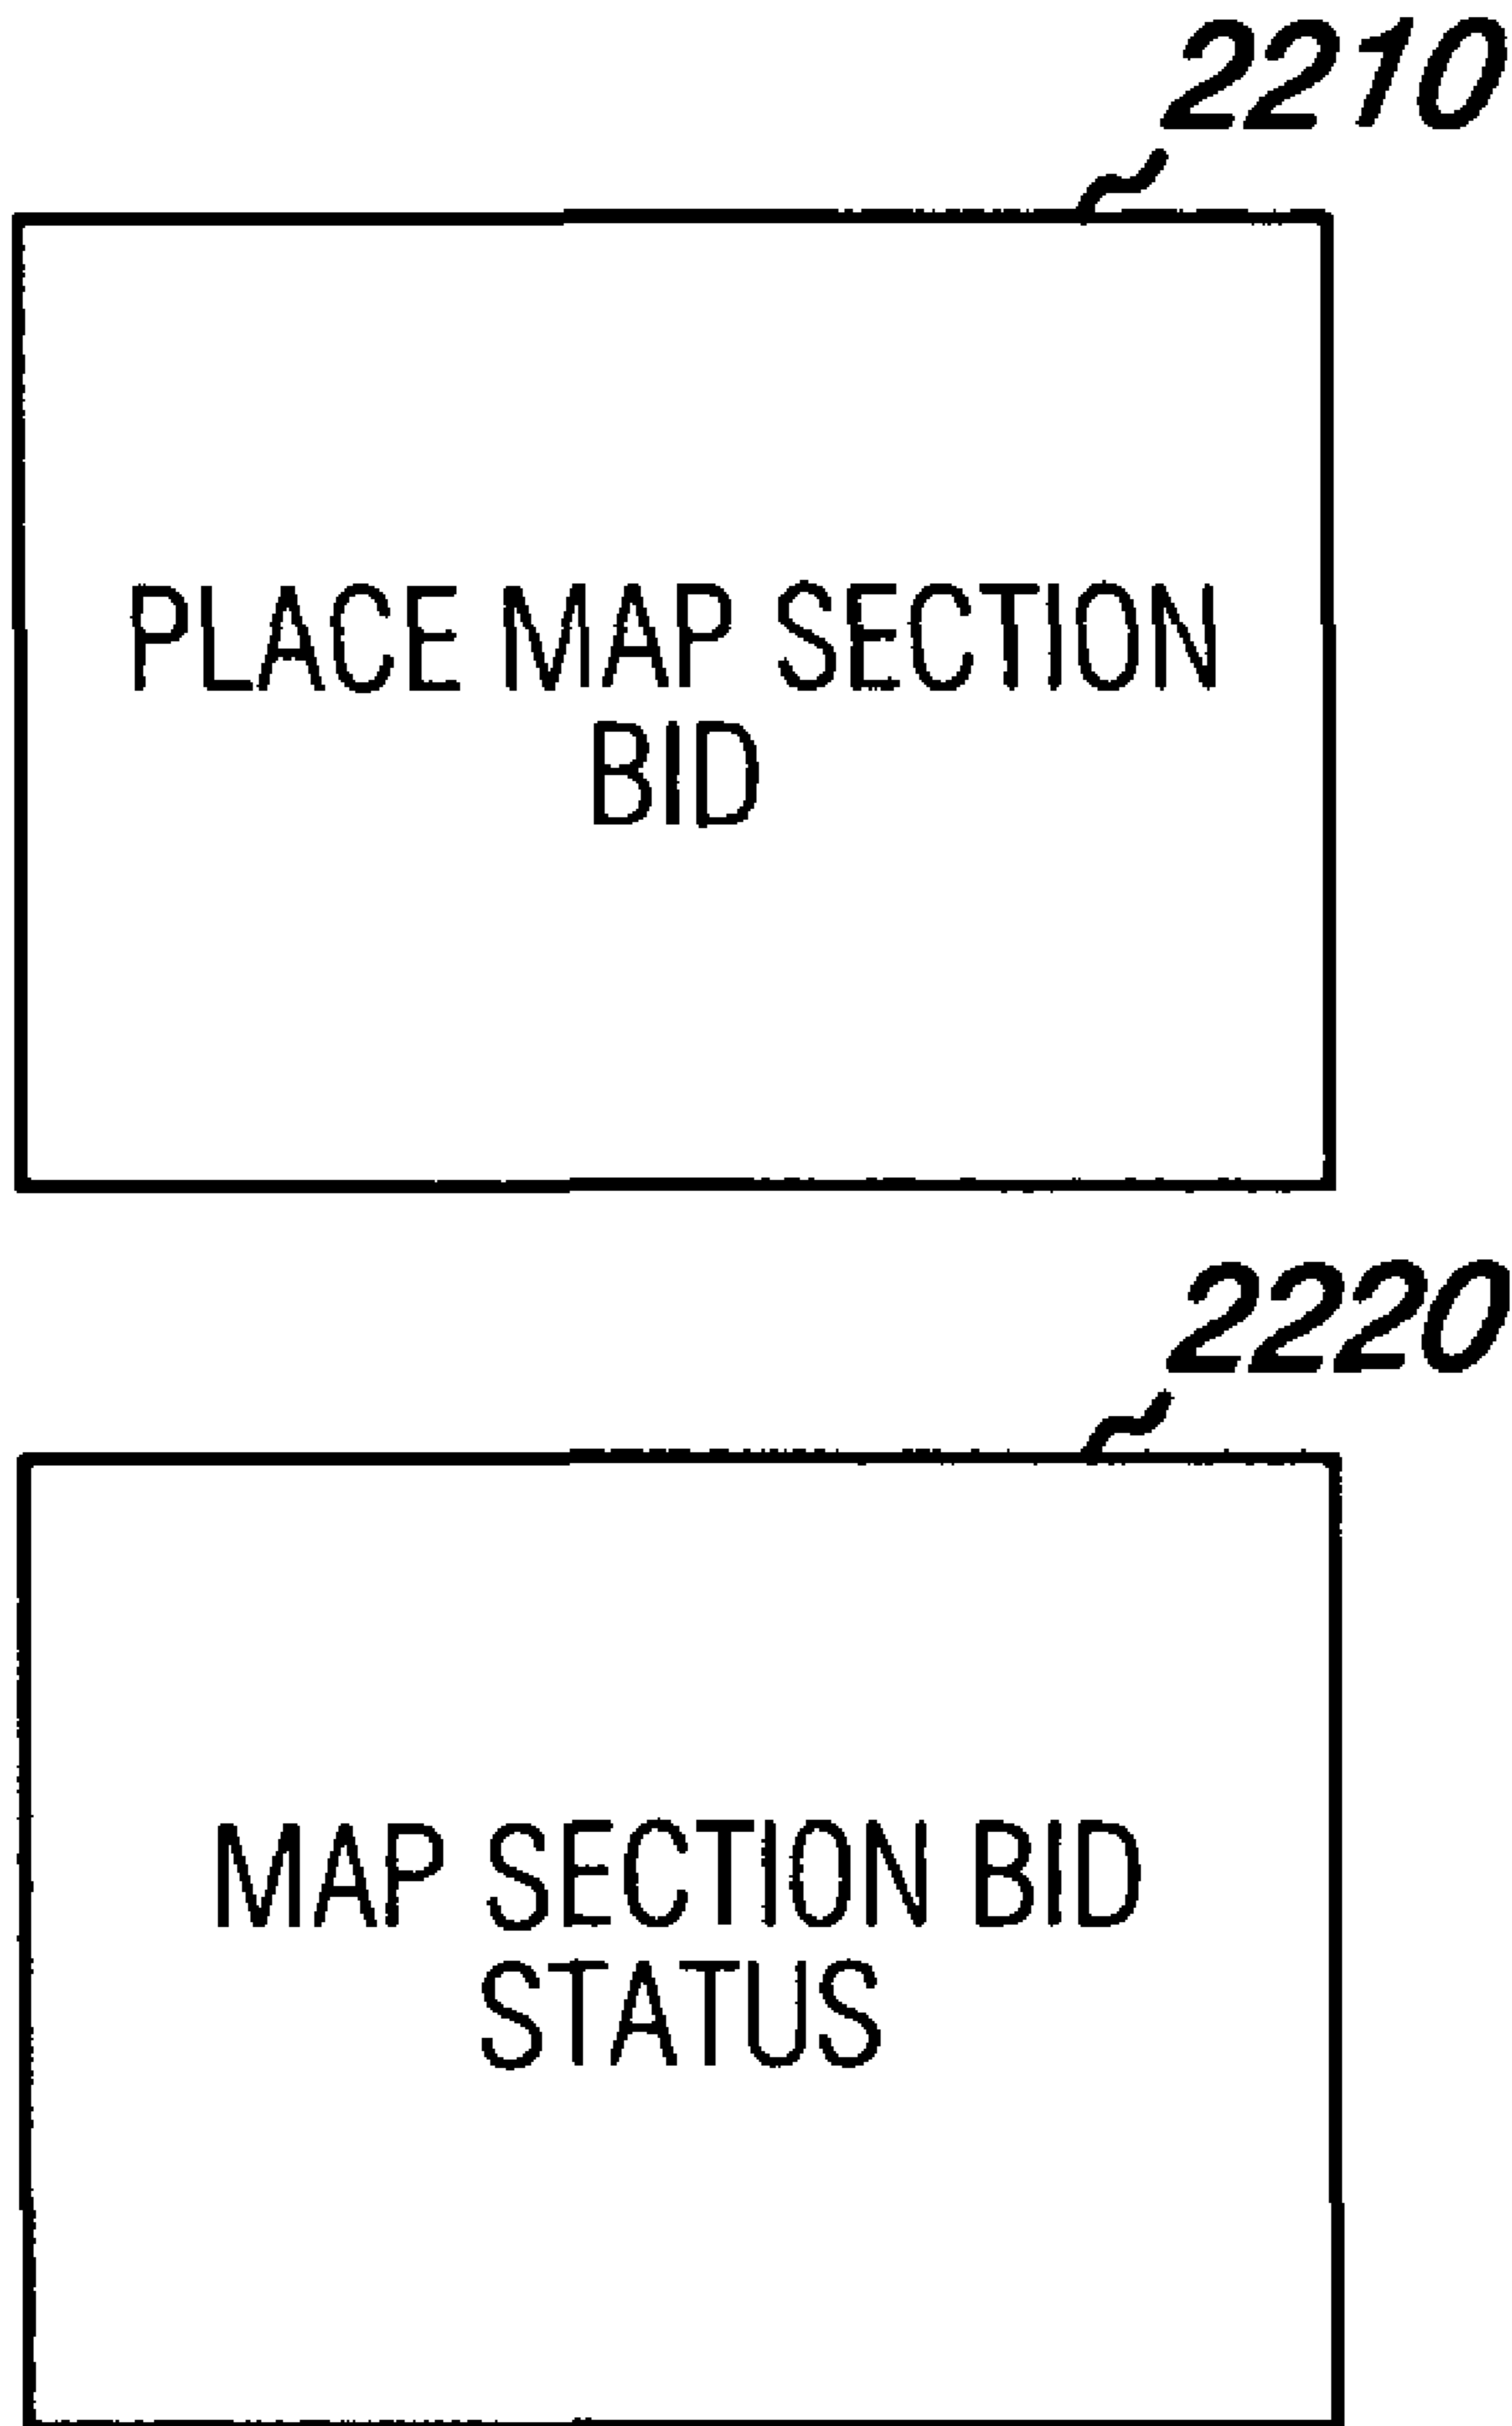 2210
PLACE MAP SECTION
BID
2220
MAP SECTION BID
STATUS